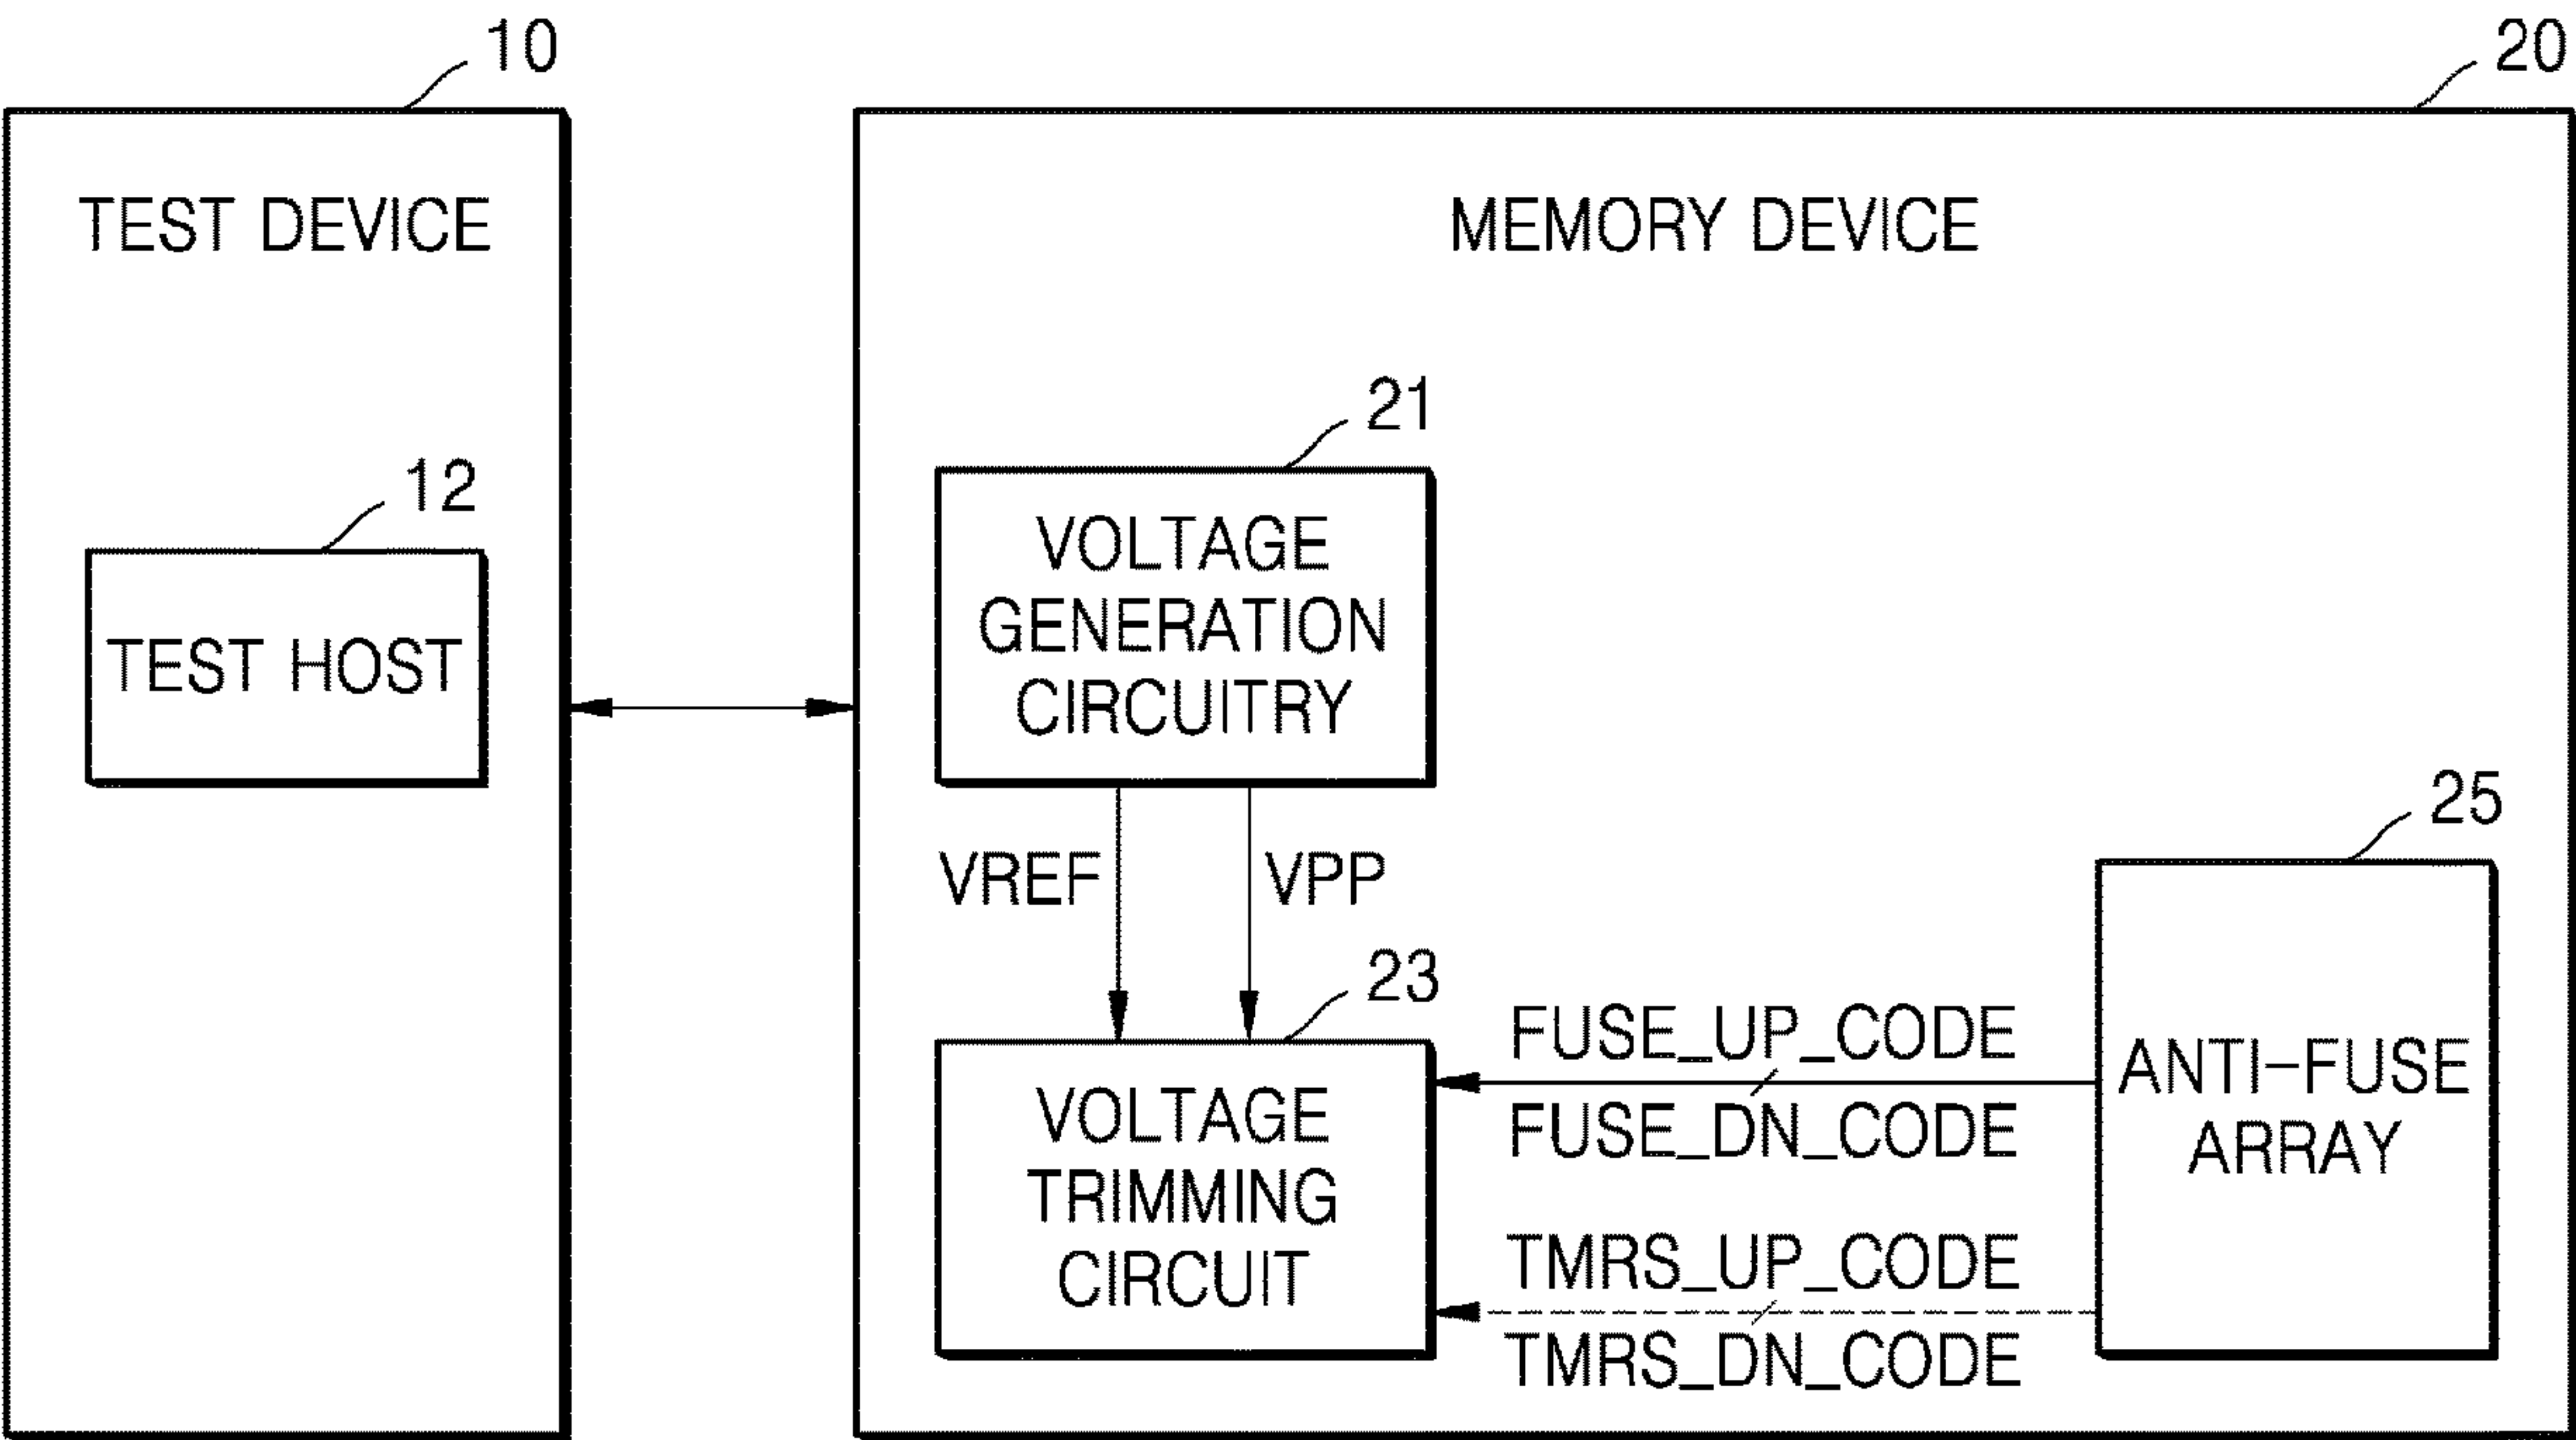 10
20
TEST DEVICE
MEMORY DEVICE
21
12
VOLTAGE
GENERATION
CIRCUITRY
TEST HOST
25
VREF
VPP
23
FUSE_UP_CODE
FUSE_DN_CODE
ANTI-FUSE
ARRAY
VOLTAGE
TRIMMING
CIRCUIT
TMRS_UP_CODE
TMRS_DN_CODE